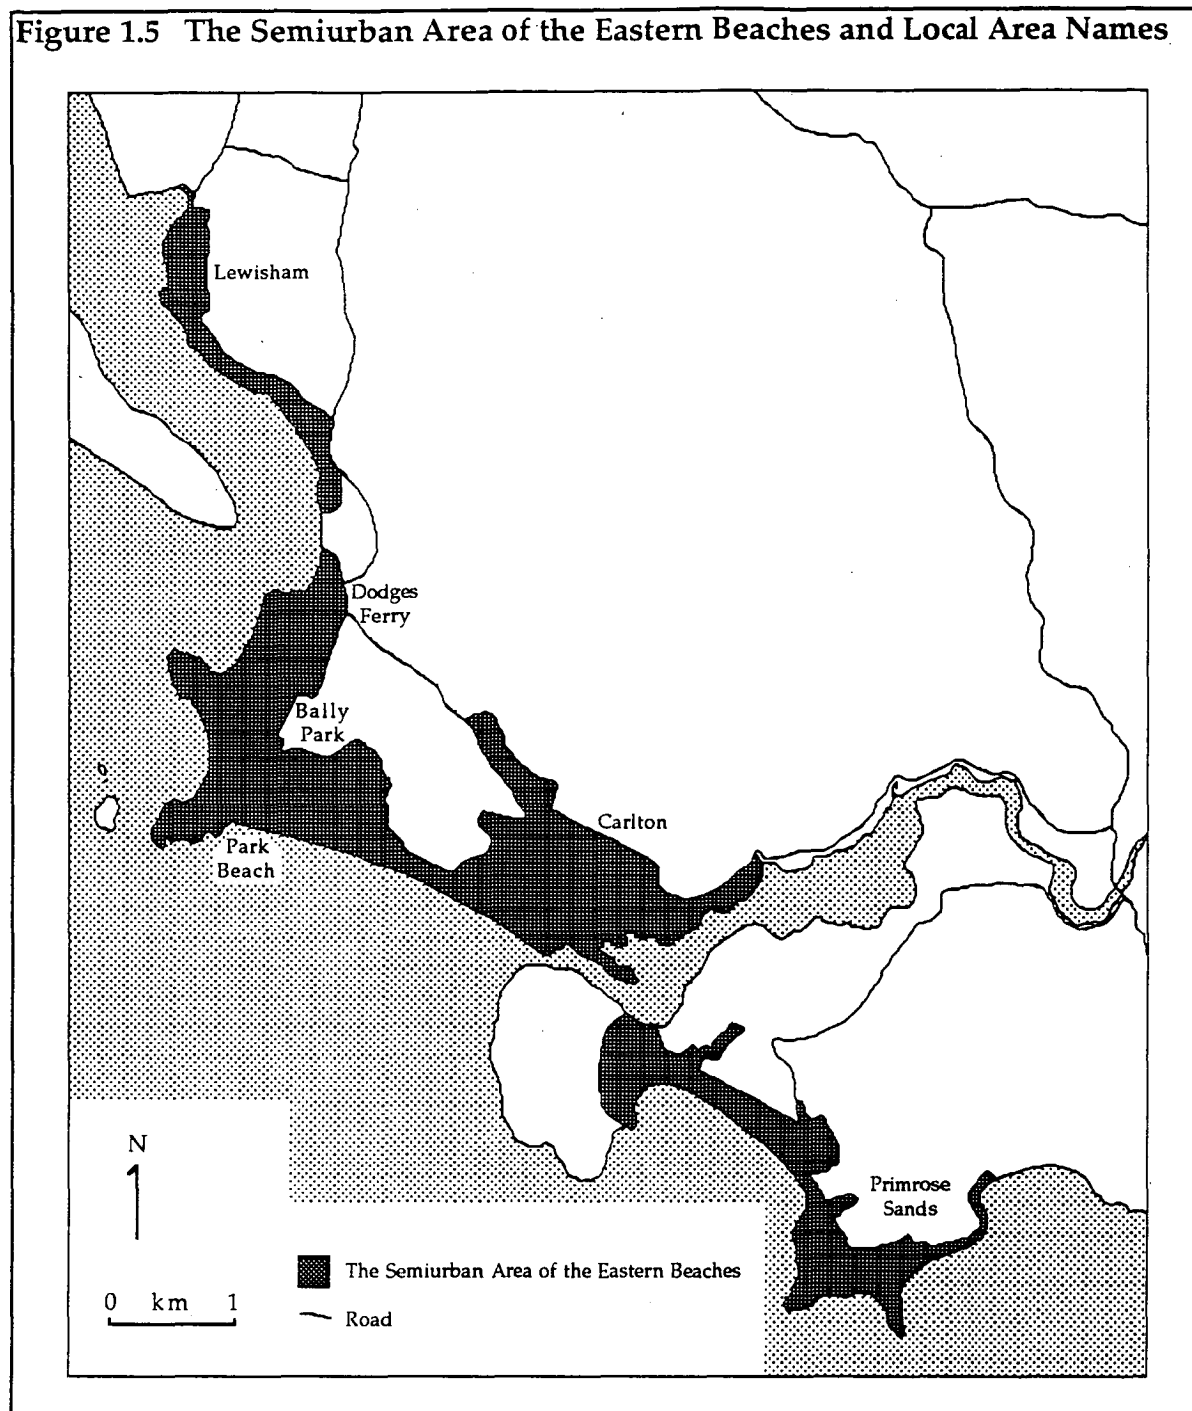 Figure 1.5 The Semiurban Area of the Eastern Beaches and Local Area Names
Lewisham
Dodges
Ferry
Bally
Park
Carlton
Park
Beach
N
Primrose
Sands
The Semiurban Area of the Eastern Beaches
0 km 1
Road